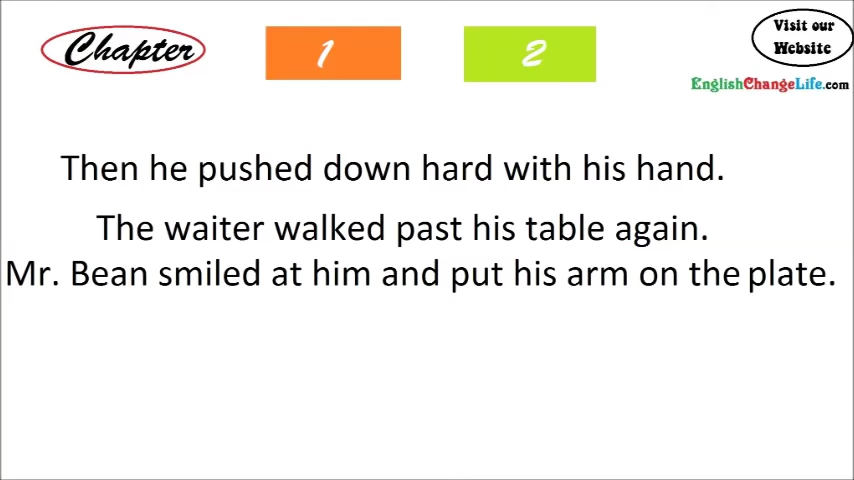 Chapter 1 2
Visit our
Website
EnglishChangeLife.com
Then he pushed down hard with his hand.
The waiter walked past his table again.
Mr. Bean smiled at him and put his arm on the plate.